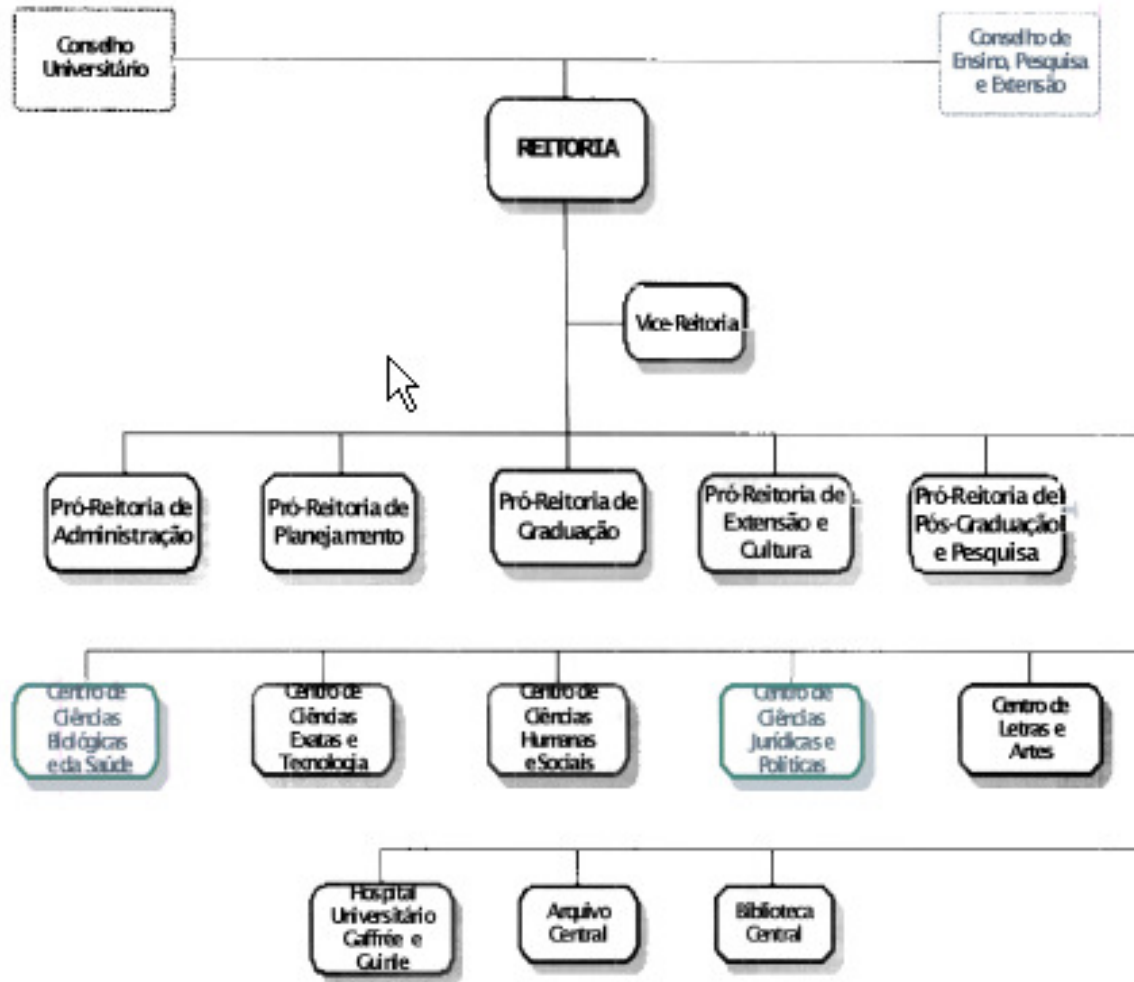 Conselho
Universitário
Conselho de
Ensino, Pesquisa
e Extensão
REITORIA
Vice-Reitoria
Pró-Reitoria de
Administração
Pró-Reitoria de
Planejamento
Pró-Reitoria de
Graduação
Pró-Reitoria de
Extensão e
Cultura
Pró-Reitoria de
Pós-Graduação
e Pesquisa
Centro de
Ciências
Biológicas
e da Saúde
Centro de
Ciências
Exatas e
Tecnologia
Centro de
Ciências
Humanas
e Sociais
Centro de
Ciências
Jurídicas e
Políticas
Centro de
Letras e
Artes
Hospital
Universitário
Gaffrée e
Guinle
Arquivo
Central
Biblioteca
Central